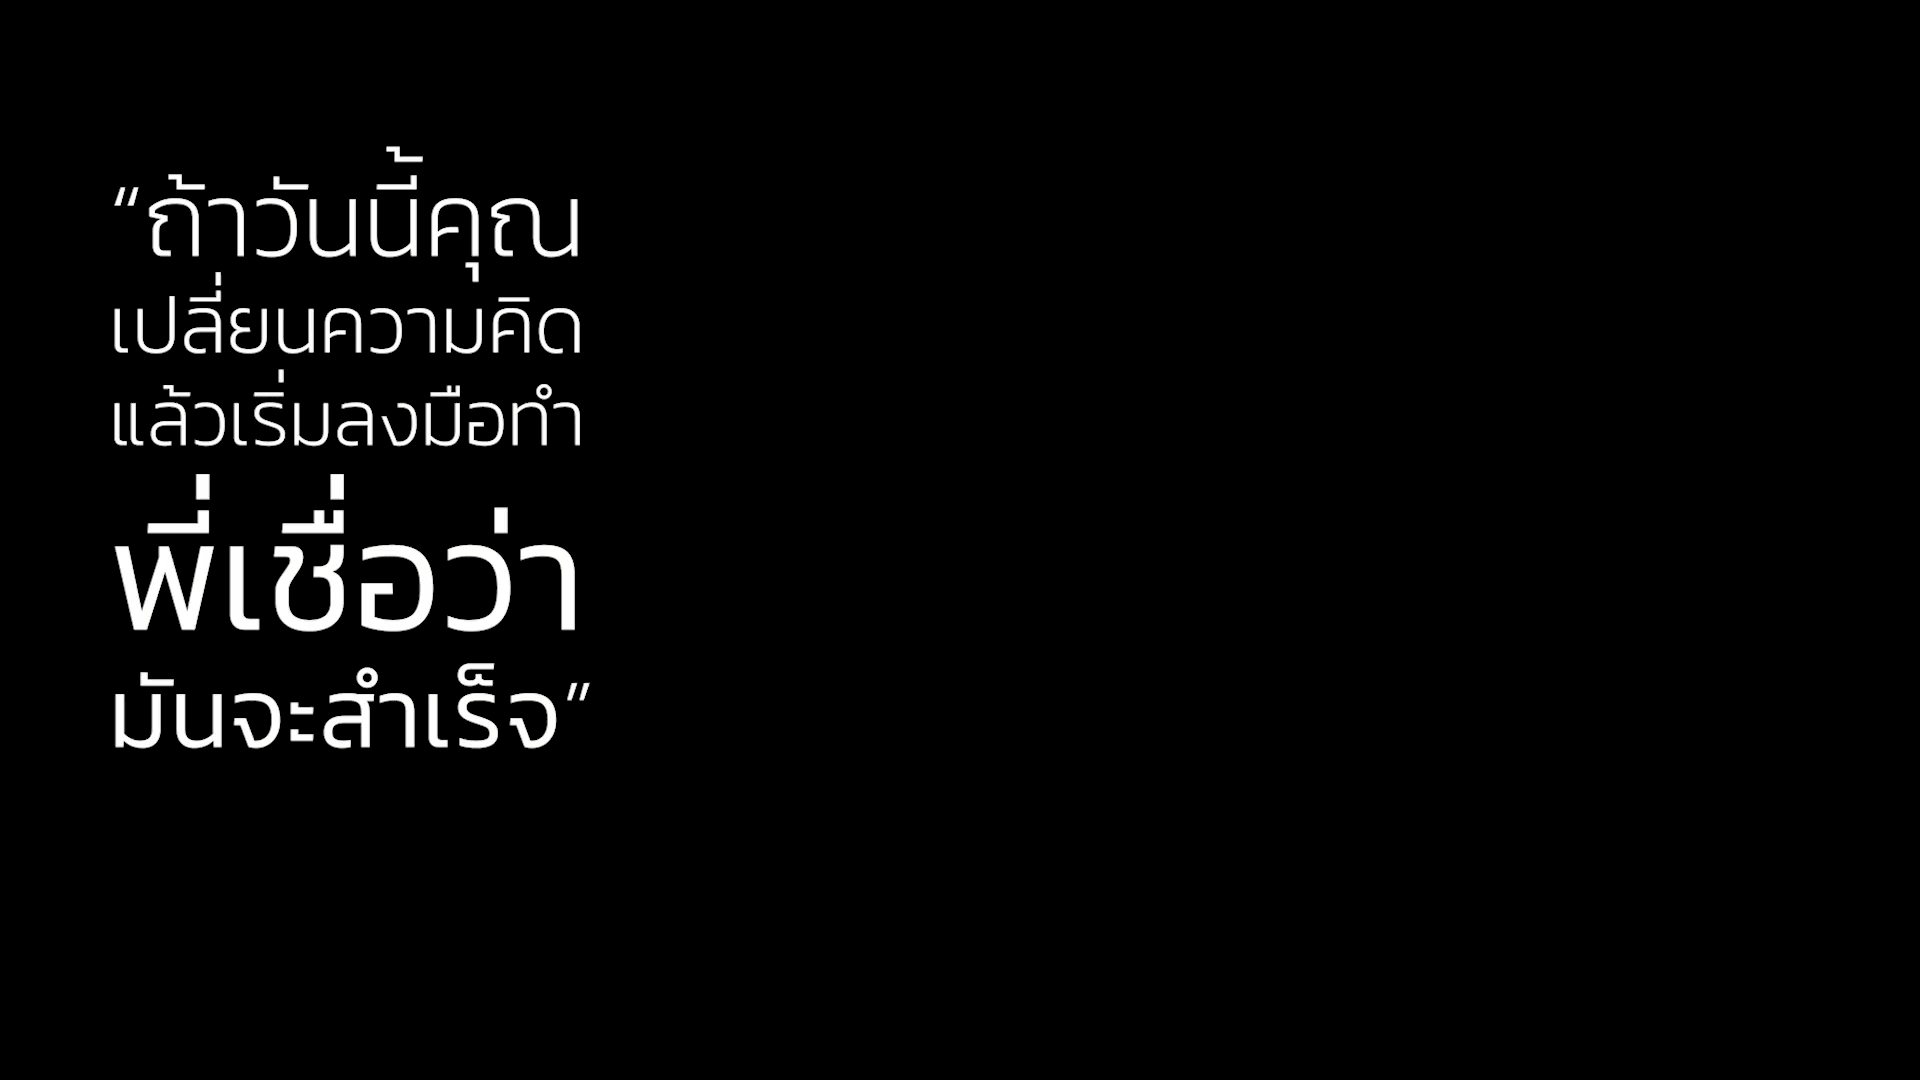 “ถ้าวันนี้คุณ
เปลี่ยนความคิด
แล้วเริ่มลงมือทำ
พี่เชื่อว่า
มันจะสำเร็จ”